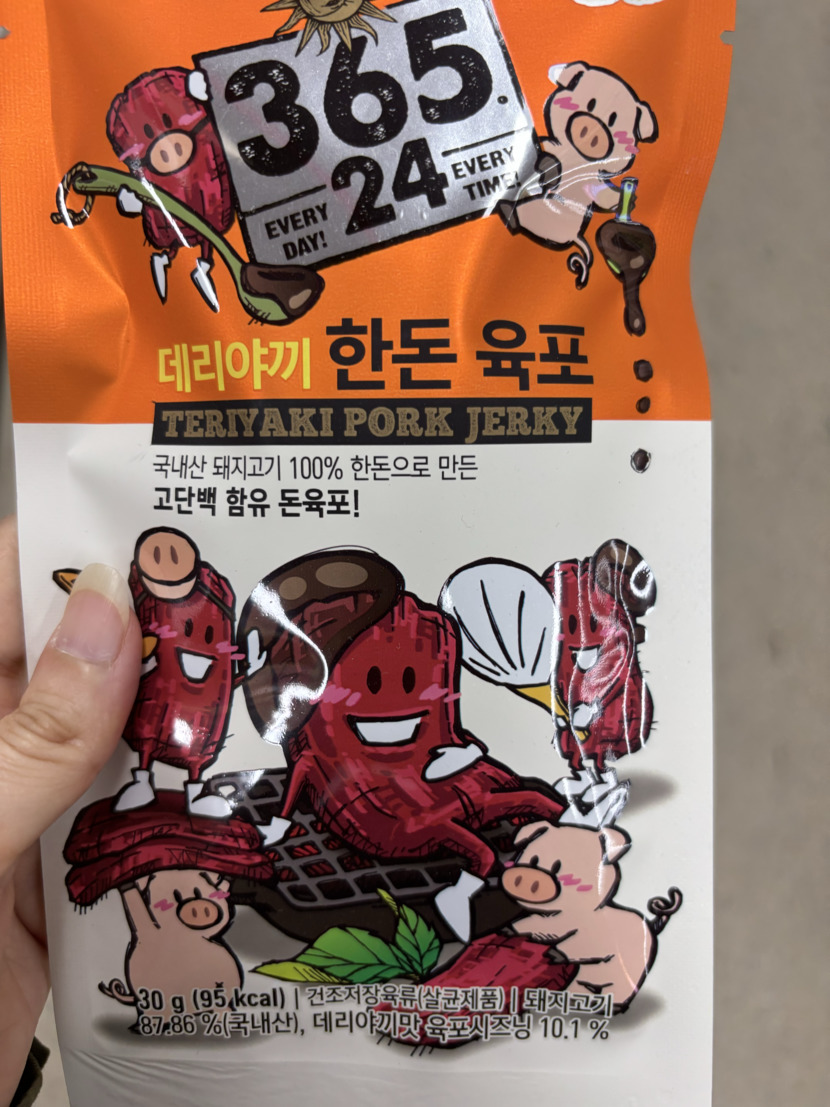 365.
24
EVERY DAY!
EVERY TIME!
데리야끼 한돈 육포
TERIYAKI PORK JERKY
국내산 돼지고기 100% 한돈으로 만든
고단백 함유 돈육포!
30 g (95 kcal) | 건조저장육류(살균제품) | 돼지고기
87.86 %(국내산), 데리야끼맛 육포시즈닝 10.1 %